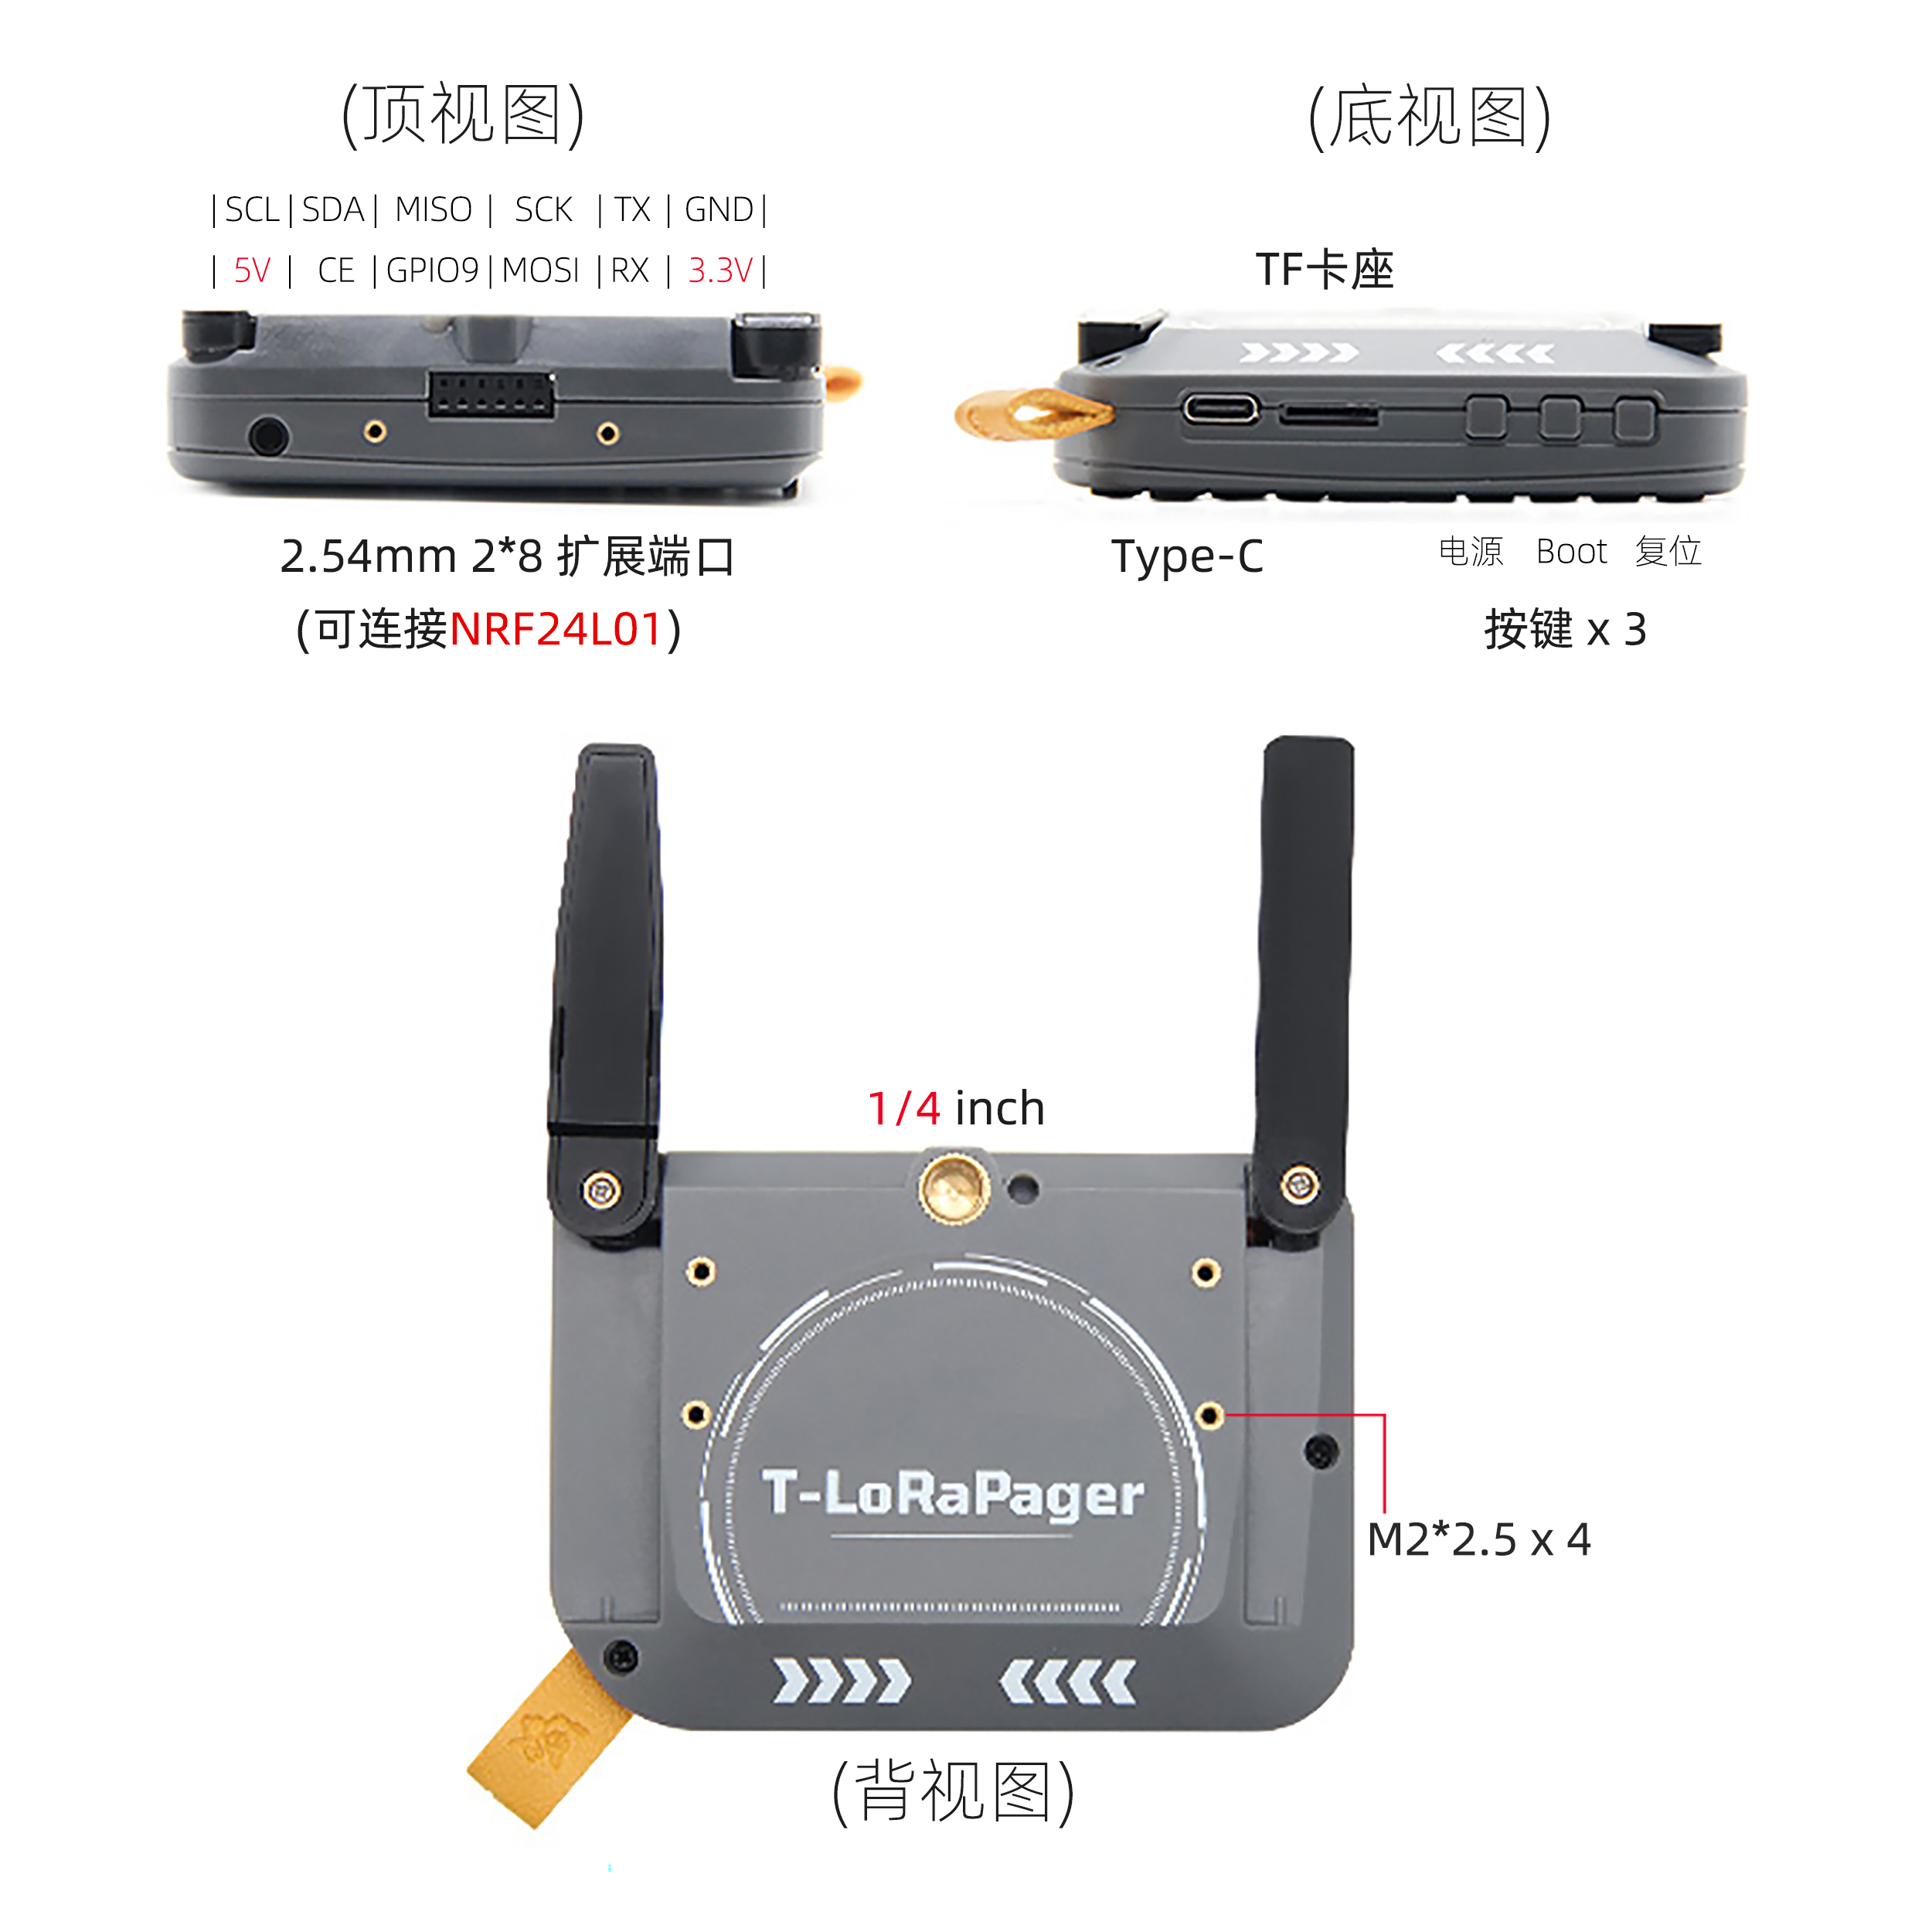 (顶视图)
(底视图)
|SCL|SDA| MISO | SCK | TX | GND|
| 5V | CE |GPIO9|MOSI |RX | 3.3V|
TF卡座
2.54mm 2*8 扩展端口
(可连接NRF24L01)
Type-C
电源 Boot 复位
按键 x 3
1/4 inch
T-LoRaPager
M2*2.5 x 4
(背视图)